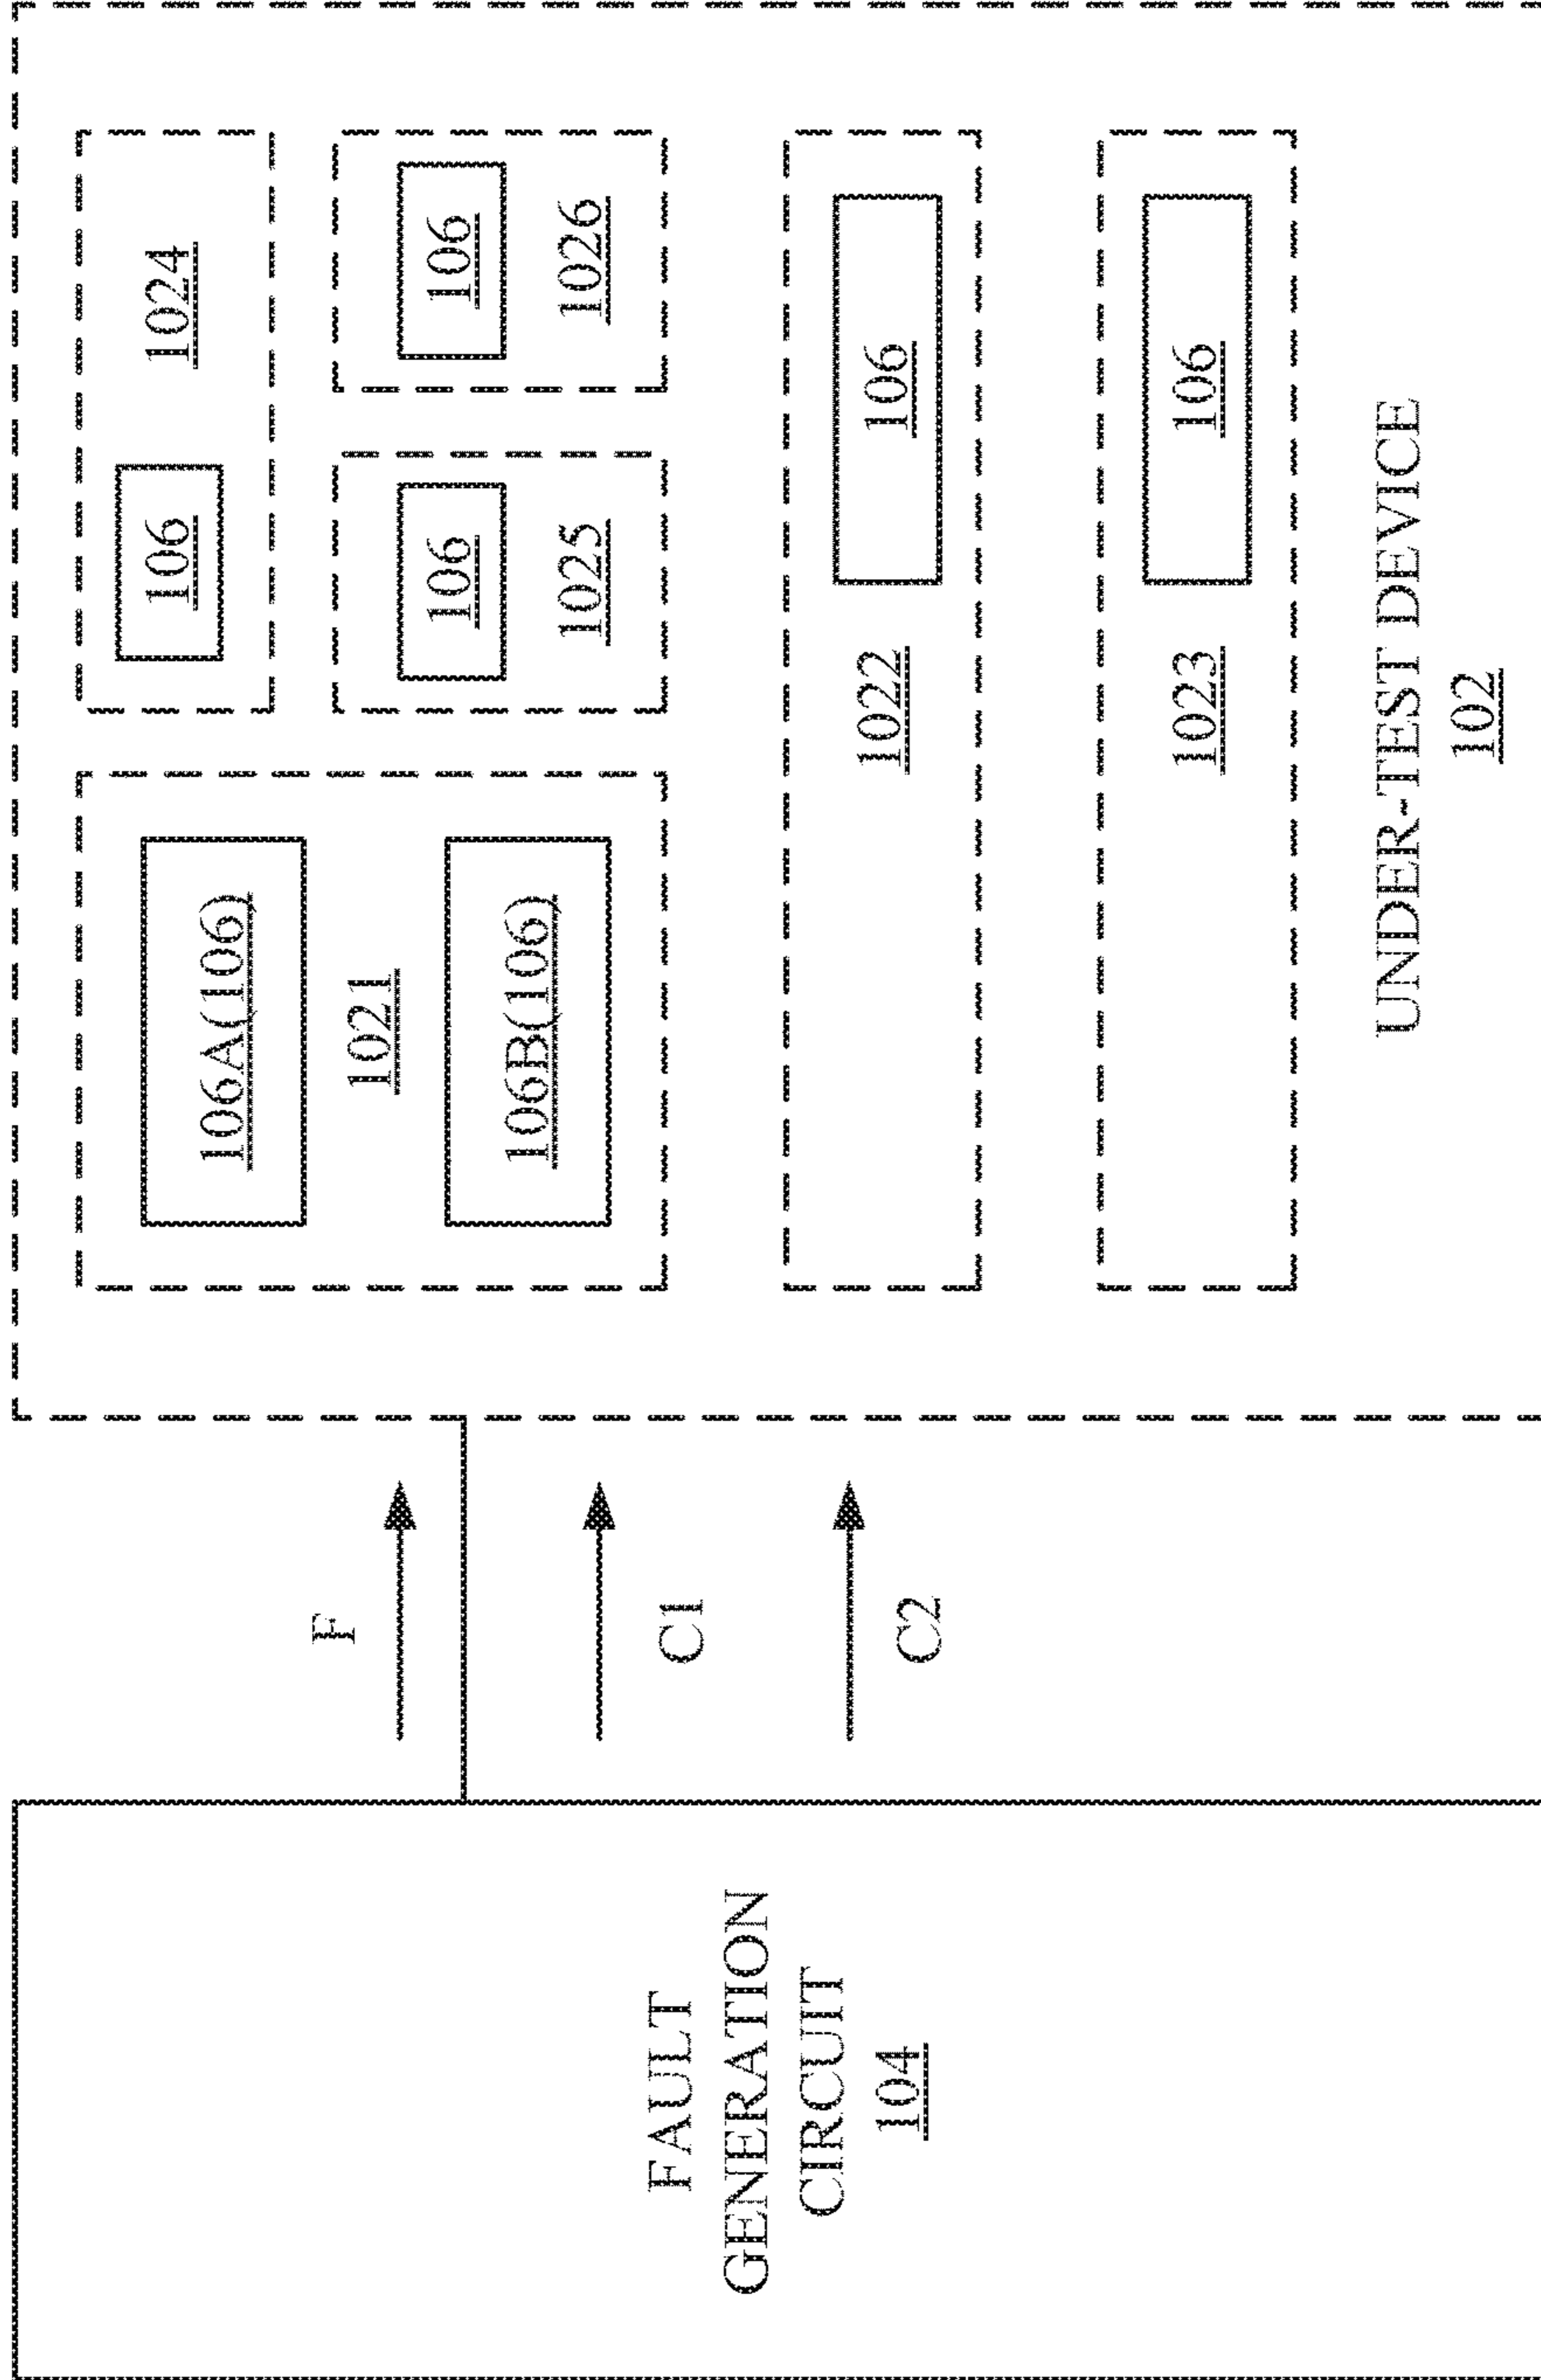 FAULT
GENERATION
CIRCUIT
104
F
C1
C2
106A(106)
1021
106B(106)
106
1024
106
1025
106
1026
1022
106
1023
106
UNDER-TEST DEVICE
102